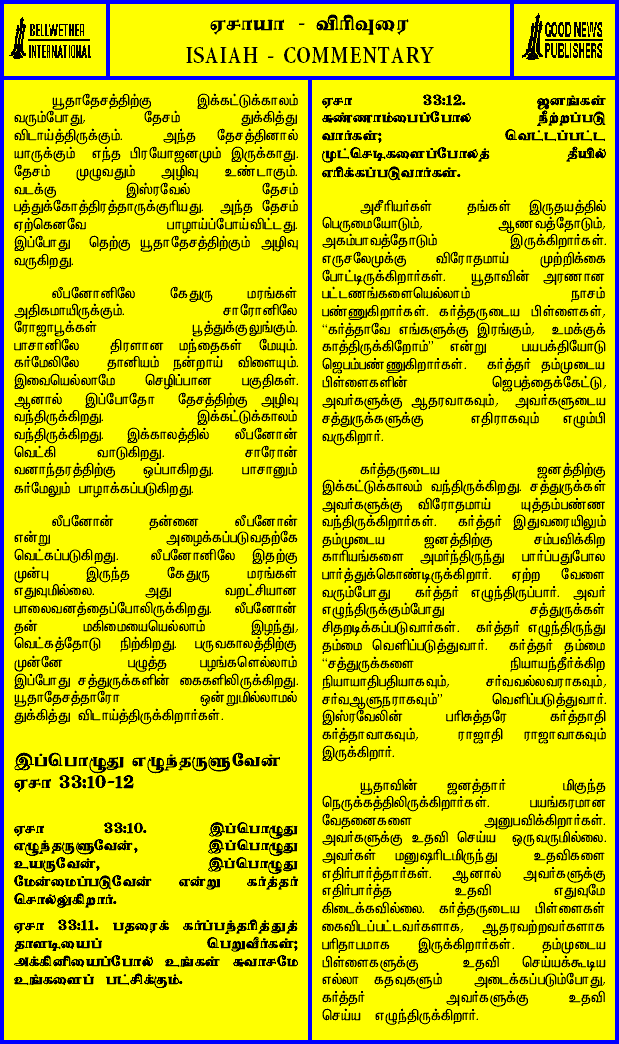 BELLWETHER
INTERNATIONAL
ஏசாயா - விரிவுரை
ISAIAH - COMMENTARY
GOOD NEWS
PUBLISHERS
யூதாதேசத்திற்கு இக்கட்டுக்காலம்
வரும்போது, தேசம் துக்கித்து
விடாய்த்திருக்கும். அந்த தேசத்தினால்
யாருக்கும் எந்த பிரயோஜனமும் இருக்காது.
தேசம் முழுவதும் அழிவு உண்டாகும்.
வடக்கு இஸ்ரவேல் தேசம்
பத்துக்கோத்திரத்தாருக்குரியது. அந்த தேசம்
ஏற்கெனவே பாழாய்ப்போய்விட்டது.
இப்போது தெற்கு யூதாதேசத்திற்கும் அழிவு
வருகிறது.
லீபனோனிலே கேதுரு மரங்கள்
அதிகமாயிருக்கும். சாரோனிலே
ரோஜாபூக்கள் பூத்துக்குலுங்கும்.
பாசானிலே திரளான மந்தைகள் மேயும்.
கர்மேலிலே தானியம் நன்றாய் விளையும்.
இவையெல்லாமே செழிப்பான பகுதிகள்.
ஆனால் இப்போதோ தேசத்திற்கு அழிவு
வந்திருக்கிறது. இக்கட்டுக்காலம்
வந்திருக்கிறது. இக்காலத்தில் லீபனோன்
வெட்கி வாடுகிறது. சாரோன்
வனாந்தரத்திற்கு ஒப்பாகிறது. பாசானும்
கர்மேலும் பாழாக்கப்படுகிறது.
லீபனோன் தன்னை லீபனோன்
என்று அழைக்கப்படுவதற்கே
வெட்கப்படுகிறது. லீபனோனிலே இதற்கு
முன்பு இருந்த கேதுரு மரங்கள்
எதுவுமில்லை. அது வறட்சியான
பாலைவனத்தைப்போலிருக்கிறது. லீபனோன்
தன் மகிமையையெல்லாம் இழந்து,
வெட்கத்தோடு நிற்கிறது. பருவகாலத்திற்கு
முன்னே பழுத்த பழங்களெல்லாம்
இப்போது சத்துருக்களின் கைகளிலிருக்கிறது.
யூதாதேசத்தாரோ ஒன்றுமில்லாமல்
துக்கித்து விடாய்த்திருக்கிறார்கள்.
இப்பொழுது எழுந்தருளுவேன்
ஏசா 33:10-12
ஏசா 33:10. இப்பொழுது
எழுந்தருளுவேன், இப்பொழுது
உயருவேன், இப்பொழுது
மேன்மைப்படுவேன் என்று கர்த்தர்
சொல்லுகிறார்.
ஏசா 33:11. பதரைக் கர்ப்பந்தரித்துத்
தாளடியைப் பெறுவீர்கள்;
அக்கினியைப்போல் உங்கள் சுவாசமே
உங்களைப் பட்சிக்கும்.
ஏசா 33:12. ஜனங்கள்
சுண்ணாம்பைப்போல நீற்றப்படு
வார்கள்; வெட்டப்பட்ட
முட்செடிகளைப்போலத் தீயில்
எரிக்கப்படுவார்கள்.
அசீரியர்கள் தங்கள் இருதயத்தில்
பெருமையோடும், ஆணவத்தோடும்,
அகம்பாவத்தோடும் இருக்கிறார்கள்.
எருசலேமுக்கு விரோதமாய் முற்றிக்கை
போட்டிருக்கிறார்கள். யூதாவின் அரணான
பட்டணங்களையெல்லாம் நாசம்
பண்ணுகிறார்கள். கர்த்தருடைய பிள்ளைகள்,
“கர்த்தாவே எங்களுக்கு இரங்கும், உமக்குக்
காத்திருக்கிறோம்” என்று பயபக்தியோடு
ஜெபம்பண்ணுகிறார்கள். கர்த்தர் தம்முடைய
பிள்ளைகளின் ஜெபத்தைக்கேட்டு,
அவர்களுக்கு ஆதரவாகவும், அவர்களுடைய
சத்துருக்களுக்கு எதிராகவும் எழும்பி
வருகிறார்.
கர்த்தருடைய ஜனத்திற்கு
இக்கட்டுக்காலம் வந்திருக்கிறது. சத்துருக்கள்
அவர்களுக்கு விரோதமாய் யுத்தம்பண்ண
வந்திருக்கிறார்கள். கர்த்தர் இதுவரையிலும்
தம்முடைய ஜனத்திற்கு சம்பவிக்கிற
காரியங்களை அமர்ந்திருந்து பார்ப்பதுபோல
பார்த்துக்கொண்டிருக்கிறார். ஏற்ற வேளை
வரும்போது கர்த்தர் எழுந்திருப்பார். அவர்
எழுந்திருக்கும்போது சத்துருக்கள்
சிதறடிக்கப்படுவார்கள். கர்த்தர் எழுந்திருந்து
தம்மை வெளிப்படுத்துவார். கர்த்தர் தம்மை
“சத்துருக்களை நியாயந்தீர்க்கிற
நியாயாதிபதியாகவும், சர்வவல்லவராகவும்,
சர்வஆளுநராகவும்” வெளிப்படுத்துவார்.
இஸ்ரவேலின் பரிசுத்தரே கர்த்தாதி
கர்த்தாவாகவும், ராஜாதி ராஜாவாகவும்
இருக்கிறார்.
யூதாவின் ஜனத்தார் மிகுந்த
நெருக்கத்திலிருக்கிறார்கள். பயங்கரமான
வேதனைகளை அனுபவிக்கிறார்கள்.
அவர்களுக்கு உதவி செய்ய ஒருவருமில்லை.
அவர்கள் மனுஷரிடமிருந்து உதவிகளை
எதிர்பார்த்தார்கள். ஆனால் அவர்களுக்கு
எதிர்பார்த்த உதவி எதுவுமே
கிடைக்கவில்லை. கர்த்தருடைய பிள்ளைகள்
கைவிடப்பட்டவர்களாக, ஆதரவற்றவர்களாக
பரிதாபமாக இருக்கிறார்கள். தம்முடைய
பிள்ளைகளுக்கு உதவி செய்யக்கூடிய
எல்லா கதவுகளும் அடைக்கப்படும்போது,
கர்த்தர் அவர்களுக்கு உதவி
செய்ய எழுந்திருக்கிறார்.